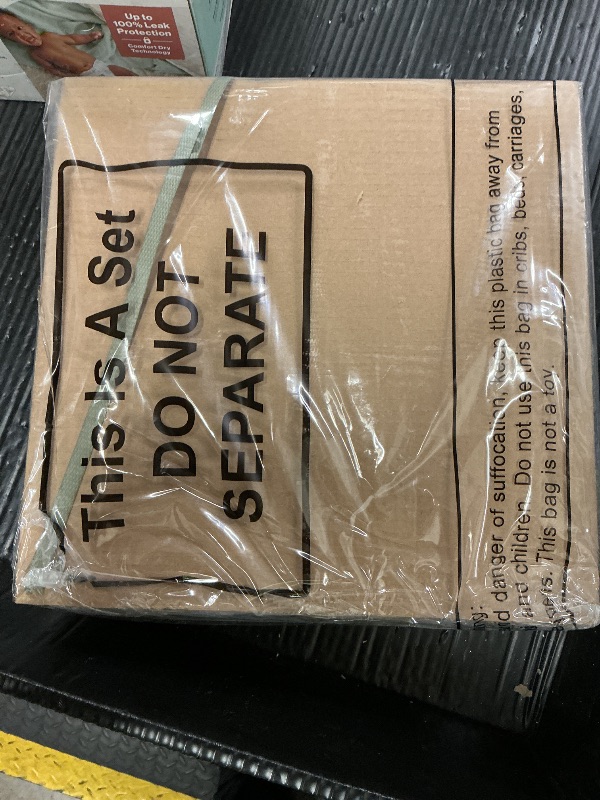 Up to
100% Leak
Protection
&
Comfort Dry
Technology
This Is A Set
DO NOT
SEPARATE
danger of suffocation, keep this plastic bag away from
and children. Do not use this bag in cribs, beds, carriages,
This bag is not a toy.